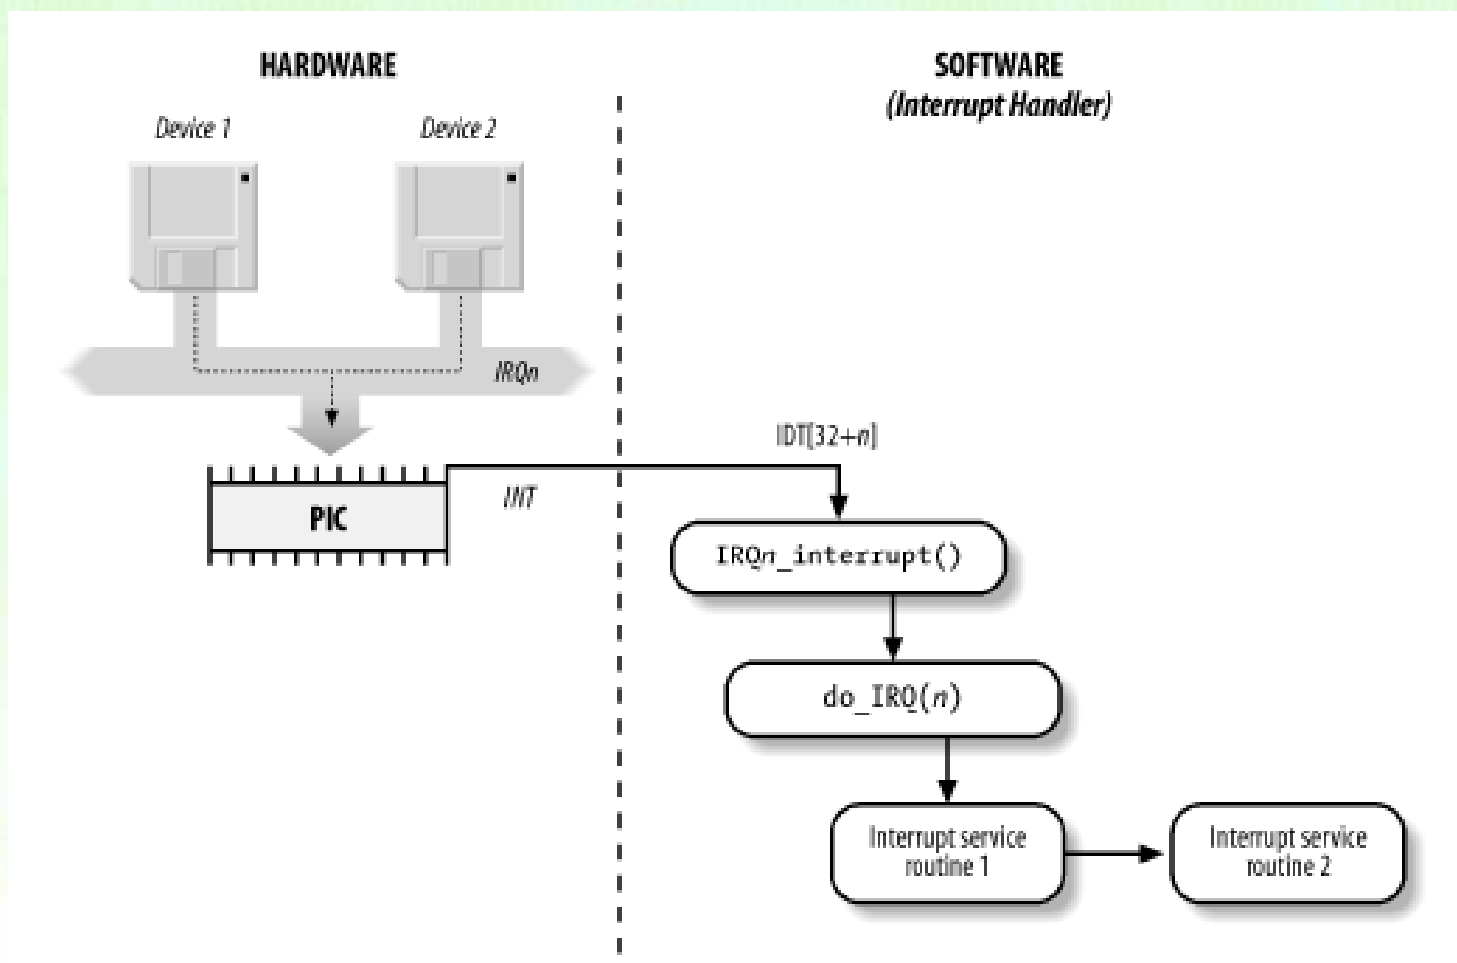 HARDWARE
SOFTWARE
(Interrupt Handler)
Device 1
Device 2
IRQn
IDT[32+n]
INT
PIC
IRQn_interrupt()
do_IRQ(n)
Interrupt service
routine 1
Interrupt service
routine 2